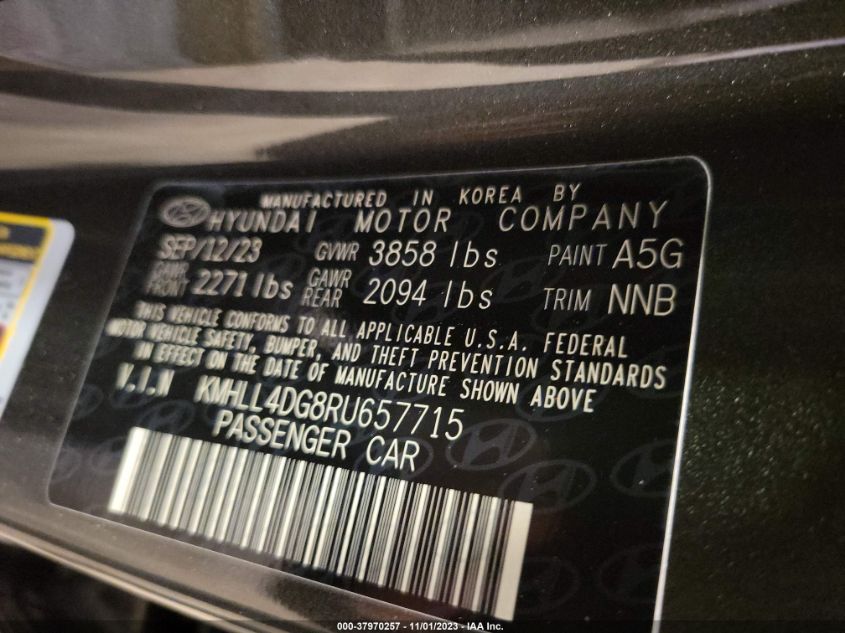 MANUFACTURED IN KOREA BY
HYUNDAI MOTOR COMPANY
SEP/12/23 GVWR 3858 lbs PAINT A5G
GAWR FRONT 2271 lbs GAWR REAR 2094 lbs TRIM NNB
THIS VEHICLE CONFORMS TO ALL APPLICABLE U.S.A. FEDERAL
MOTOR VEHICLE SAFETY, BUMPER, AND THEFT PREVENTION STANDARDS
IN EFFECT ON THE DATE OF MANUFACTURE SHOWN ABOVE
V.I.N KMHLL4DG8RU657715
PASSENGER CAR
000-37970257 - 11/01/2023 - IAA Inc.